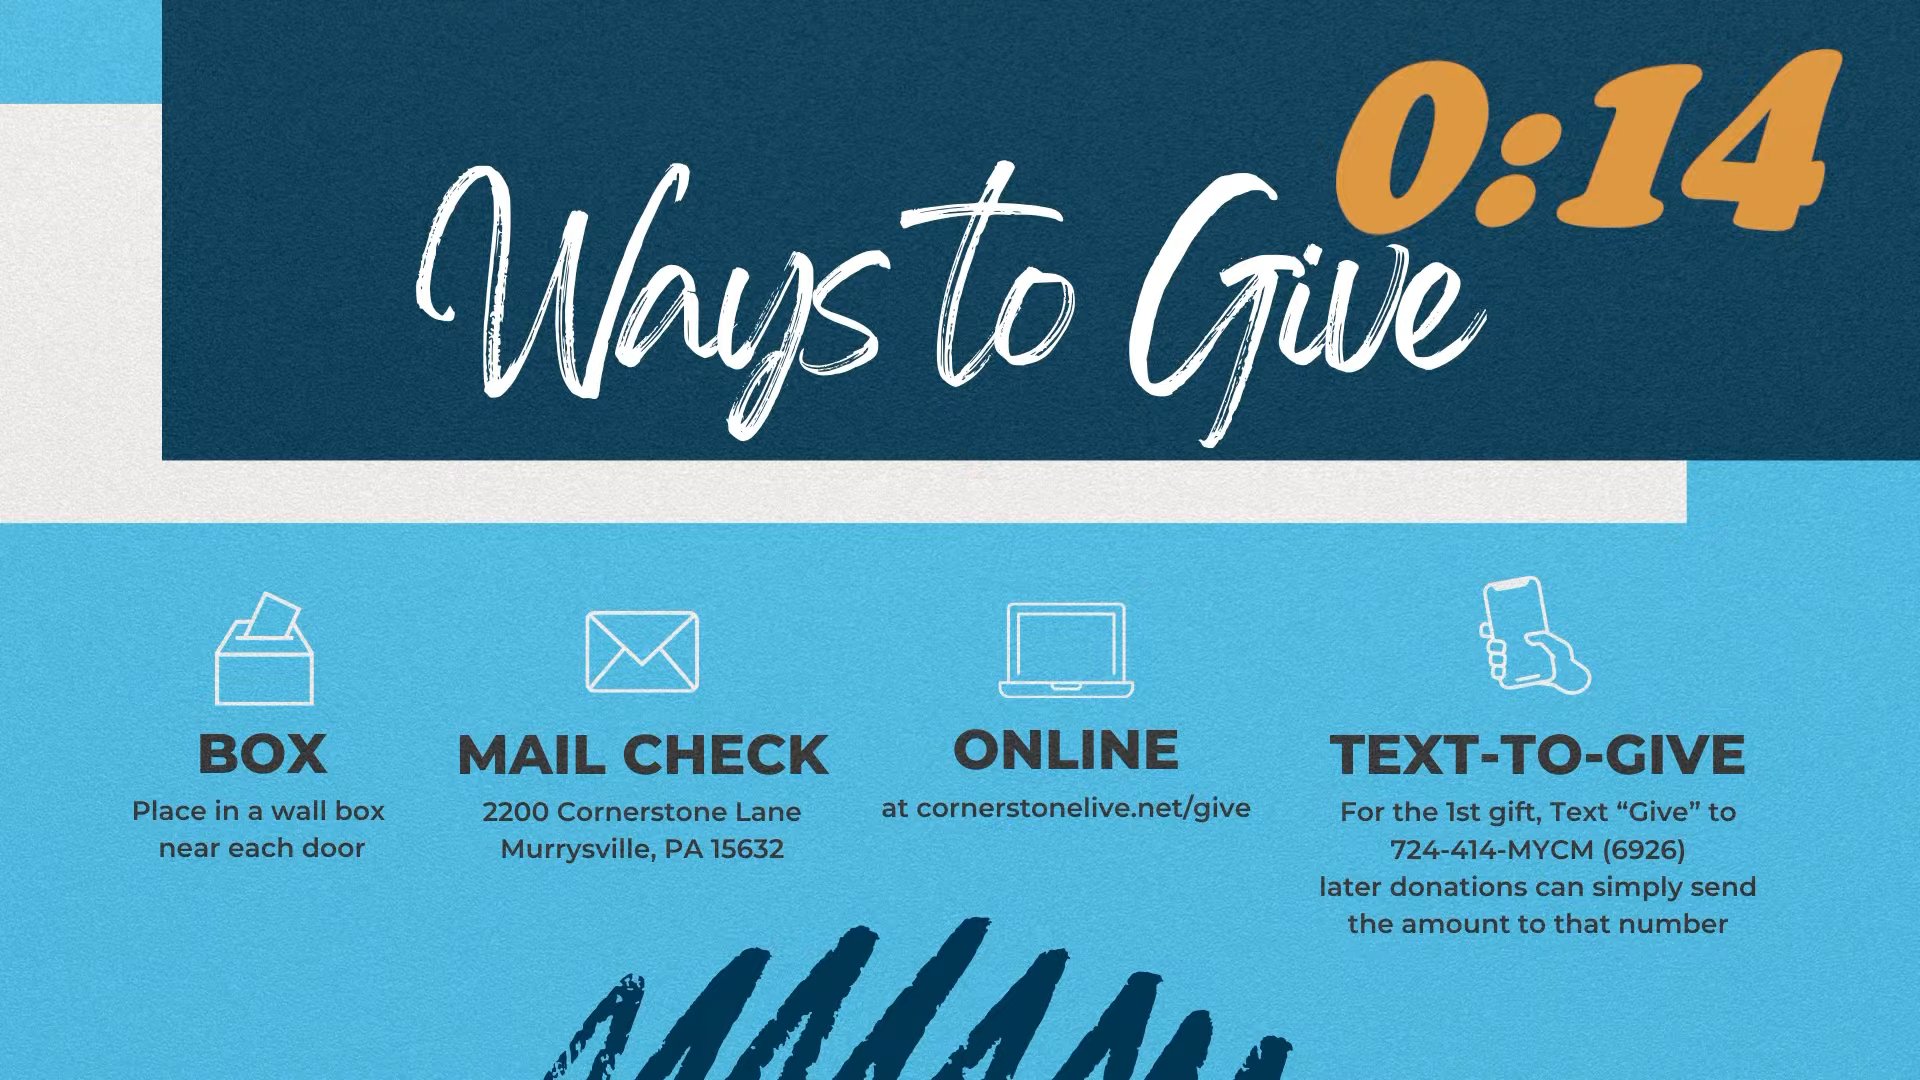 0:14
Ways to Give
BOX
Place in a wall box
near each door
MAIL CHECK
2200 Cornerstone Lane
Murrysville, PA 15632
ONLINE
at cornerstonelive.net/give
TEXT-TO-GIVE
For the 1st gift, Text “Give” to
724-414-MYCM (6926)
later donations can simply send
the amount to that number